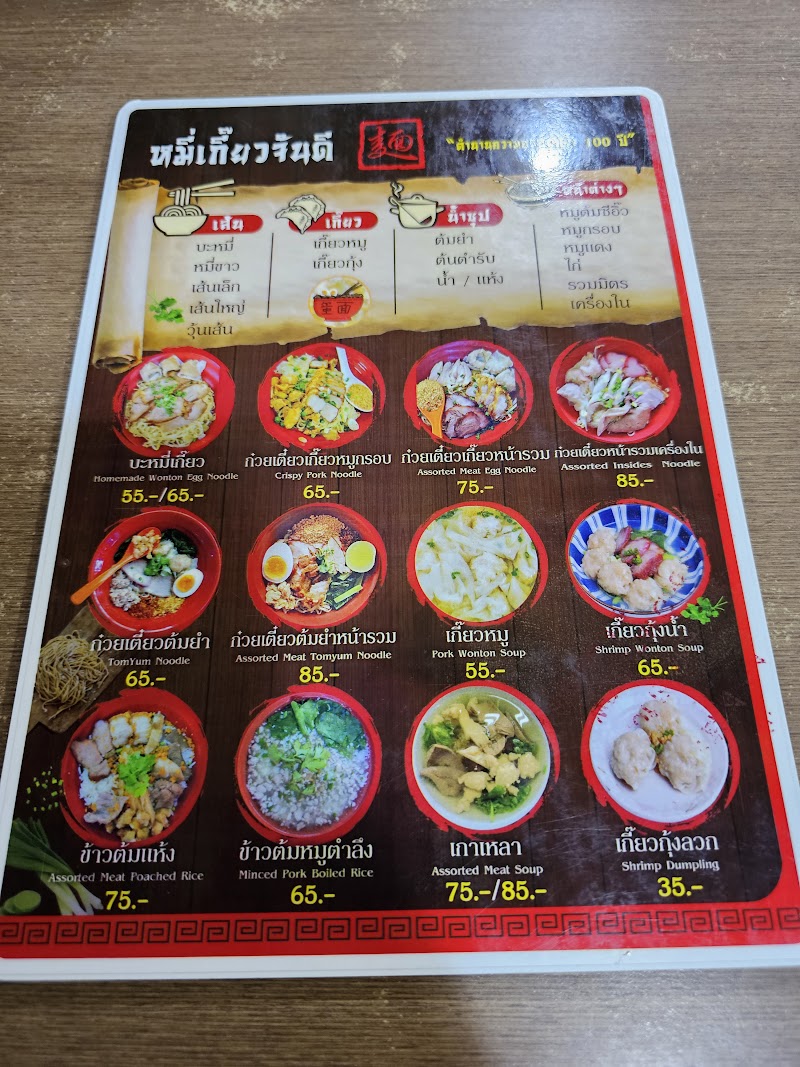 หมี่เกี๊ยวจันดี
麵
100 ปี"
เส้น
บะหมี่
หมี่ขาว
เส้นเล็ก
เส้นใหญ่
วุ้นเส้น
เกี๊ยว
เกี๊ยวหมู
เกี๊ยวกุ้ง
น้ำซุป
ต้มยำ
ต้นตำรับ
น้ำ / แห้ง
หน้าต่างๆ
หมูต้มซีอิ๊ว
หมูกรอบ
หมูแดง
ไก่
รวมมิตร
เครื่องใน
บะหมี่เกี๊ยว
Homemade Wonton Egg Noodle
55.-/65.-
ก๋วยเตี๋ยวเกี๊ยวหมูกรอบ
Crispy Pork Noodle
65.-
ก๋วยเตี๋ยวเกี๊ยวหน้ารวม
Assorted Meat Egg Noodle
75.-
ก๋วยเตี๋ยวหน้ารวมเครื่องใน
Assorted Insides Noodle
85.-
ก๋วยเตี๋ยวต้มยำ
TomYum Noodle
65.-
ก๋วยเตี๋ยวต้มยำหน้ารวม
Assorted Meat Tomyum Noodle
85.-
เกี๊ยวหมู
Pork Wonton Soup
55.-
เกี๊ยวกุ้งน้ำ
Shrimp Wonton Soup
65.-
ข้าวต้มแห้ง
Assorted Meat Poached Rice
75.-
ข้าวต้มหมูตำลึง
Minced Pork Boiled Rice
65.-
เกาเหลา
Assorted Meat Soup
75.-/85.-
เกี๊ยวกุ้งลวก
Shrimp Dumpling
35.-